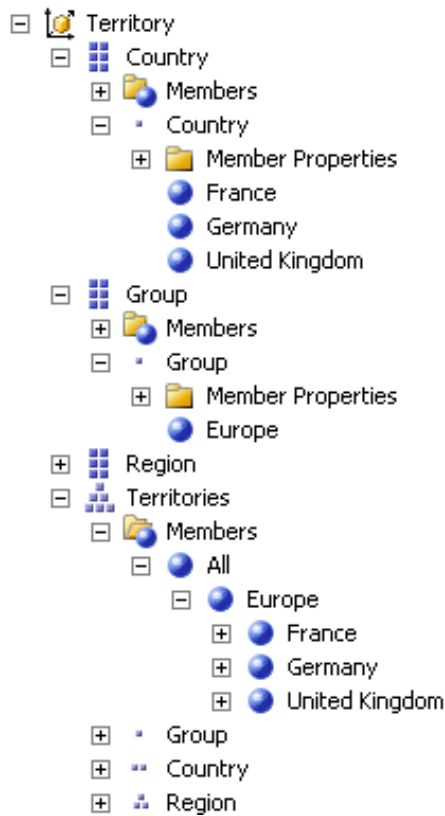 Territory
Country
Members
Country
Member Properties
France
Germany
United Kingdom
Group
Members
Group
Member Properties
Europe
Region
Territories
Members
All
Europe
France
Germany
United Kingdom
Group
Country
Region